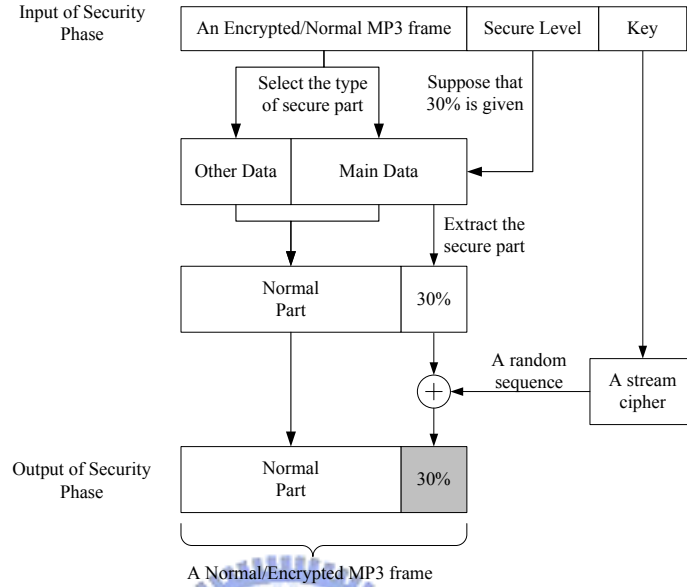 Input of Security
Phase
An Encrypted/Normal MP3 frame
Secure Level
Key
Select the type
of secure part
Suppose that
30% is given
Other Data
Main Data
Extract the
secure part
Normal
Part
30%
A random
sequence
A stream
cipher
+
Output of Security
Phase
Normal
Part
30%
A Normal/Encrypted MP3 frame